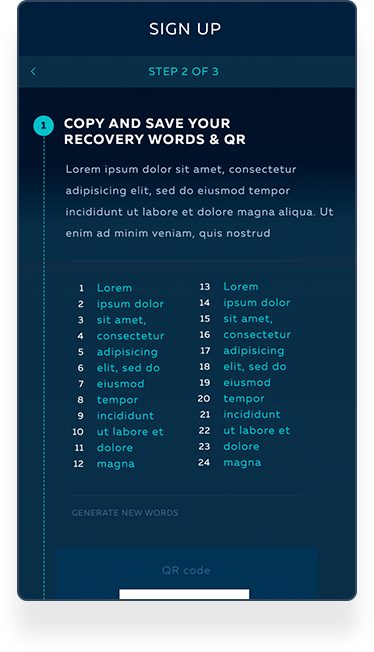 SIGN UP
STEP 2 OF 3
1 COPY AND SAVE YOUR
RECOVERY WORDS & QR
Lorem ipsum dolor sit amet, consectetur
adipisicing elit, sed do eiusmod tempor
incididunt ut labore et dolore magna aliqua. Ut
enim ad minim veniam, quis nostrud
1 Lorem
2 ipsum dolor
3 sit amet,
4 consectetur
5 adipisicing
6 elit, sed do
7 eiusmod
8 tempor
9 incididunt
10 ut labore et
11 dolore
12 magna
13 Lorem
14 ipsum dolor
15 sit amet,
16 consectetur
17 adipisicing
18 elit, sed do
19 eiusmod
20 tempor
21 incididunt
22 ut labore et
23 dolore
24 magna
GENERATE NEW WORDS
QR code